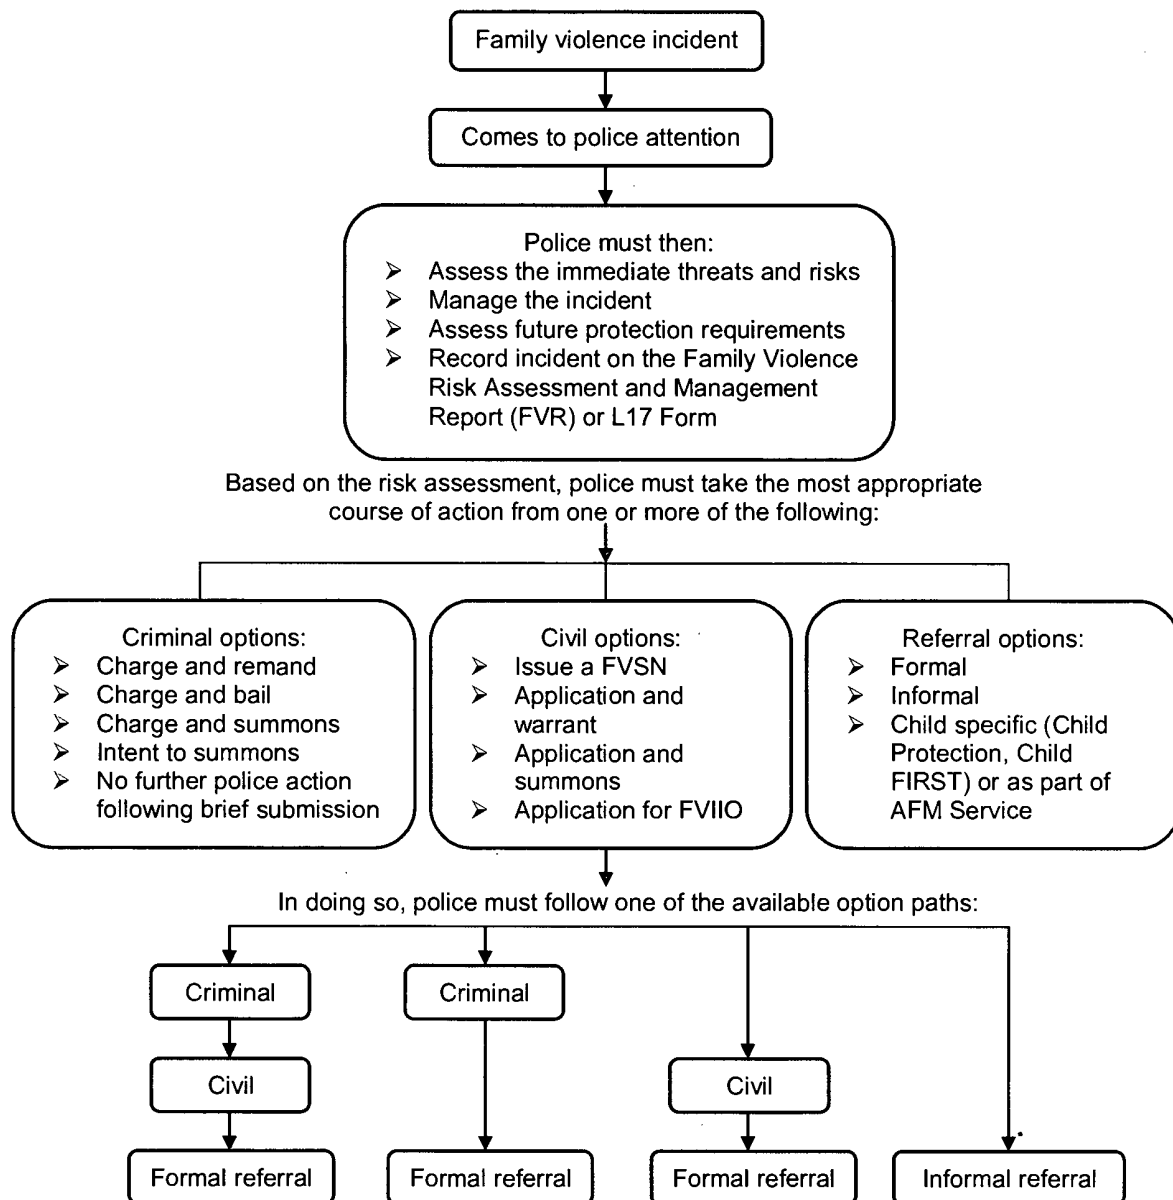 Family violence incident
Comes to police attention
Police must then:
➢ Assess the immediate threats and risks
➢ Manage the incident
➢ Assess future protection requirements
➢ Record incident on the Family Violence
Risk Assessment and Management
Report (FVR) or L17 Form
Based on the risk assessment, police must take the most appropriate
course of action from one or more of the following:
Criminal options:
➢ Charge and remand
➢ Charge and bail
➢ Charge and summons
➢ Intent to summons
➢ No further police action
following brief submission
Civil options:
➢ Issue a FVSN
➢ Application and
warrant
➢ Application and
summons
➢ Application for FVIIO
Referral options:
➢ Formal
➢ Informal
➢ Child specific (Child
Protection, Child
FIRST) or as part of
AFM Service
In doing so, police must follow one of the available option paths:
Criminal
Civil
Formal referral
Criminal
Formal referral
Civil
Formal referral
Informal referral